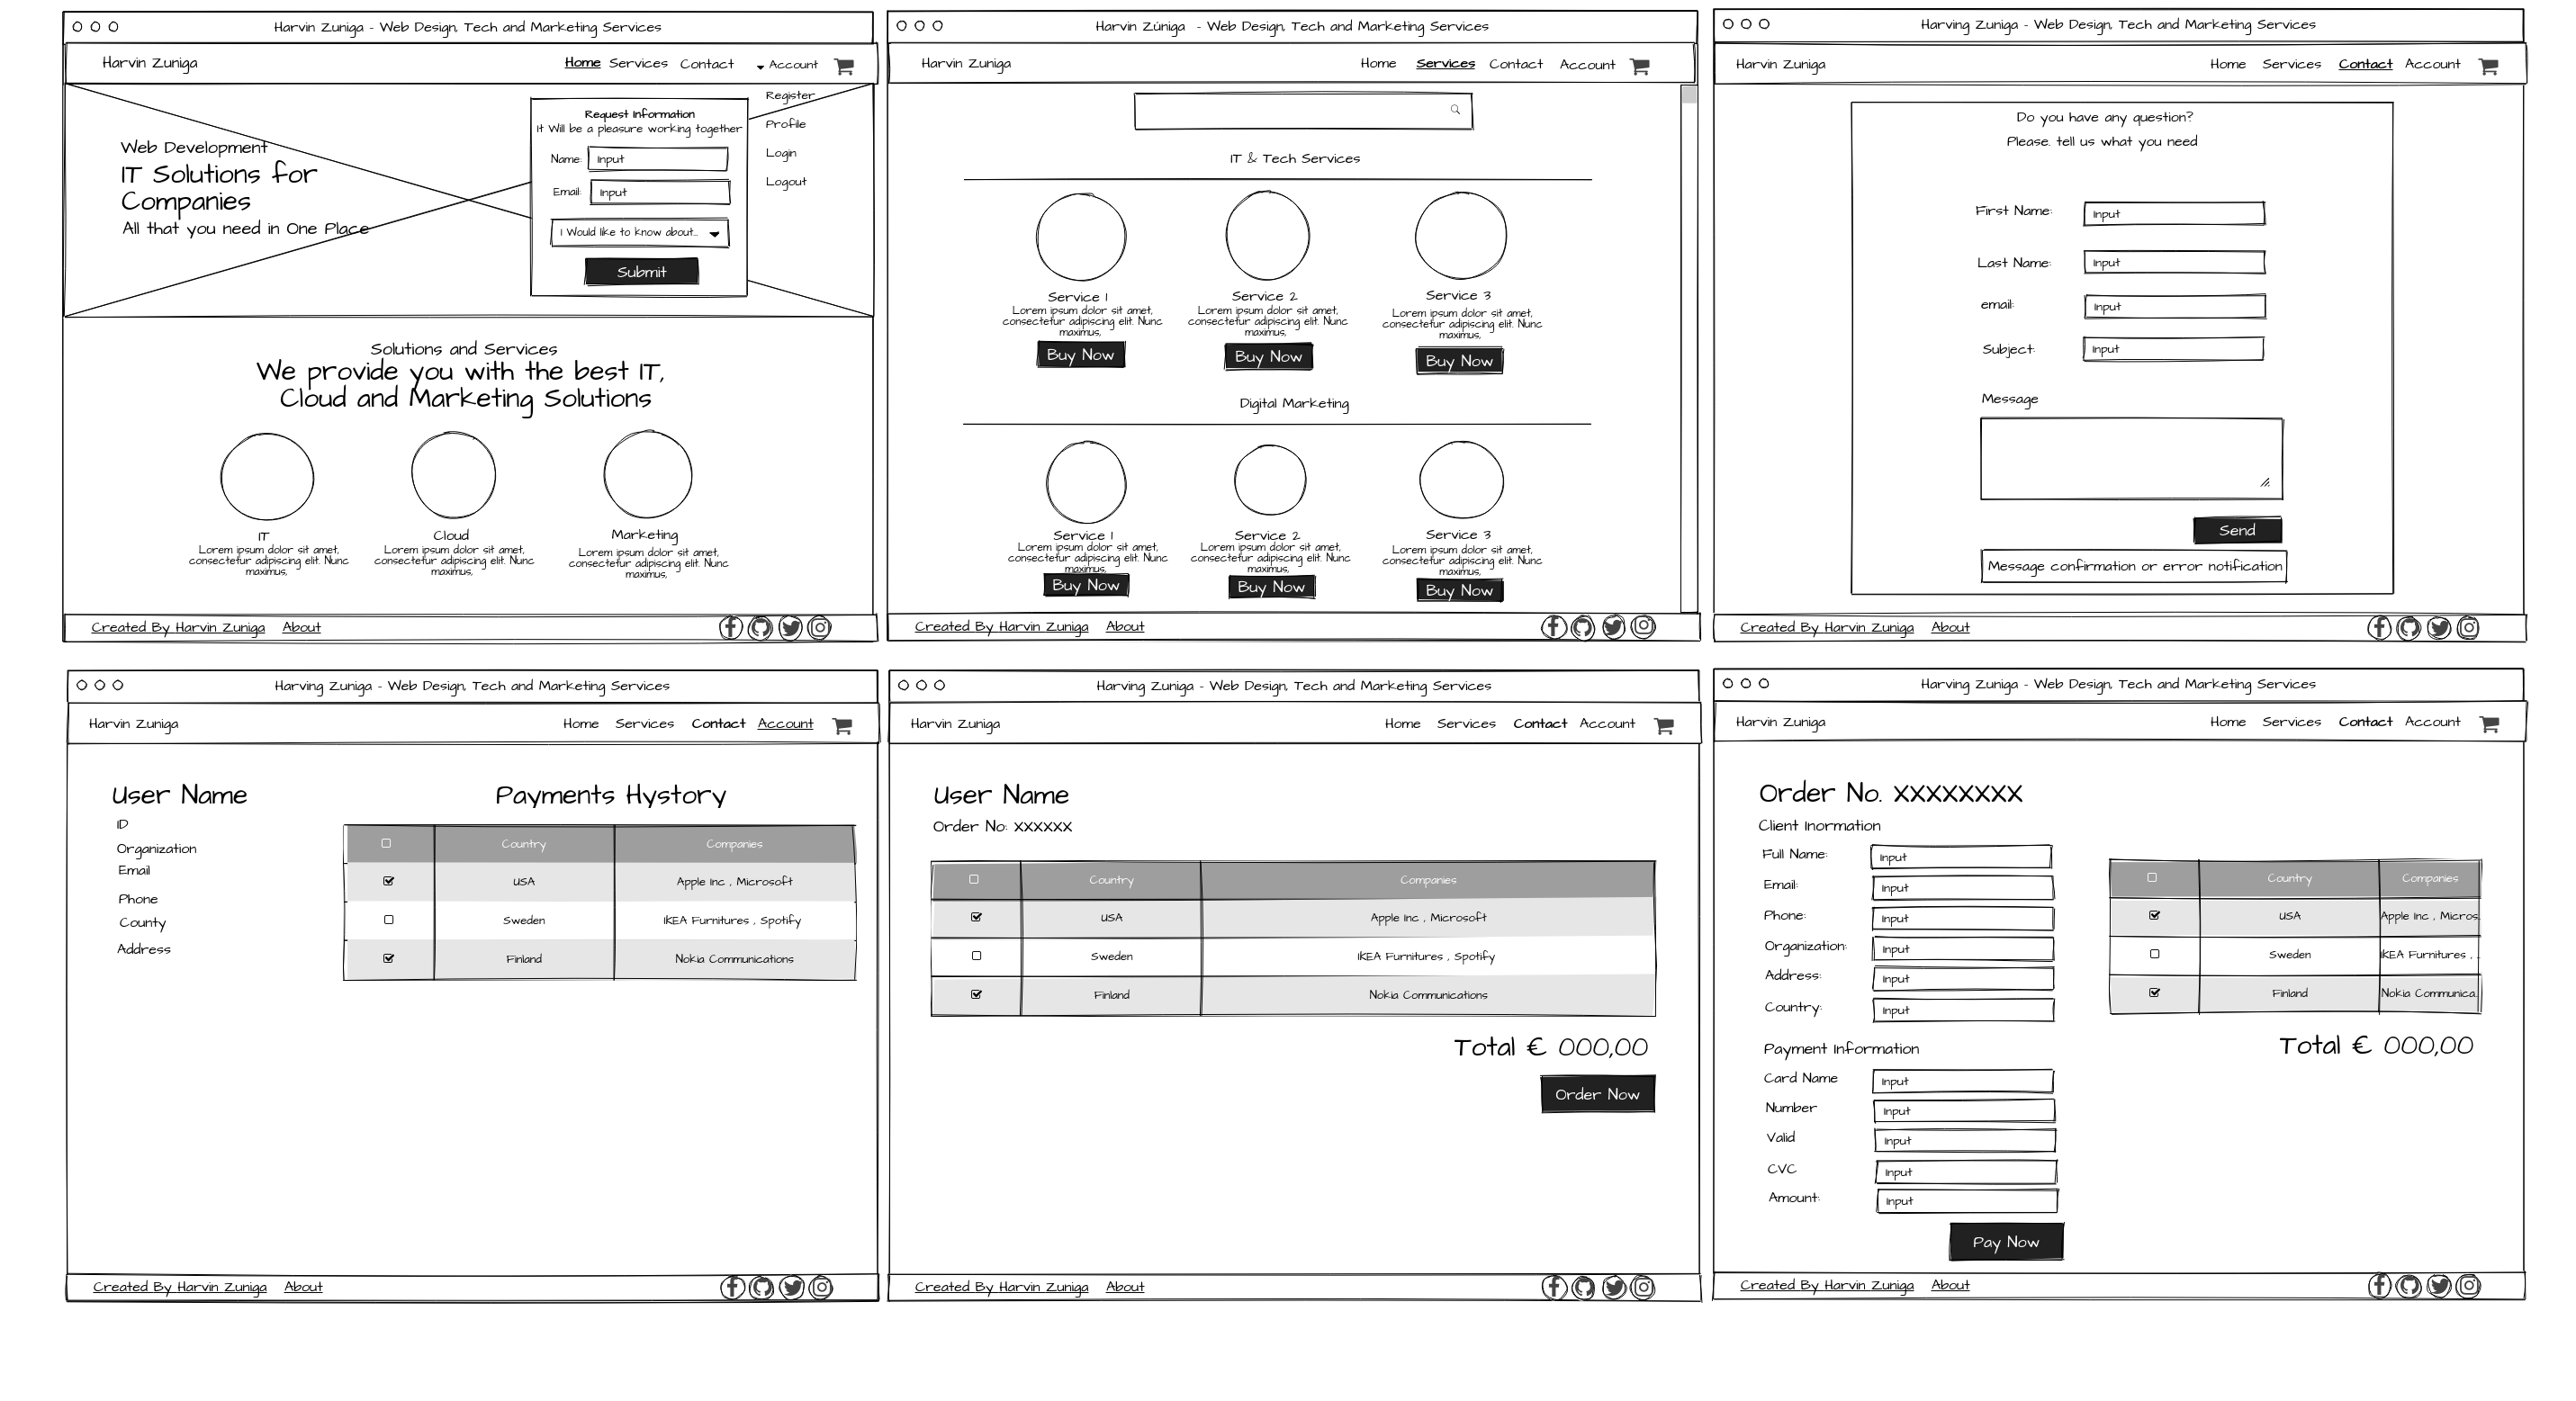 Harvin Zuniga - Web Design, Tech and Marketing Services
Harvin Zuniga Home Services Contact Account
Register
Profile
Login
Logout
Web Development
IT Solutions for
Companies
All that you need in One Place
Request Information
It Will be a pleasure working together
Name: Input
Email: Input
I Would like to know about...
Submit
Solutions and Services
We provide you with the best IT,
Cloud and Marketing Solutions
IT
Lorem ipsum dolor sit amet,
consectetur adipiscing elit. Nunc
maximus,
Cloud
Lorem ipsum dolor sit amet,
consectetur adipiscing elit. Nunc
maximus,
Marketing
Lorem ipsum dolor sit amet,
consectetur adipiscing elit. Nunc
maximus,
Created By Harvin Zuniga About
Harvin Zúniga - Web Design, Tech and Marketing Services
Harvin Zuniga Home Services Contact Account
IT & Tech Services
Service 1
Lorem ipsum dolor sit amet,
consectetur adipiscing elit. Nunc
maximus,
Buy Now
Service 2
Lorem ipsum dolor sit amet,
consectetur adipiscing elit. Nunc
maximus,
Buy Now
Service 3
Lorem ipsum dolor sit amet,
consectetur adipiscing elit. Nunc
maximus,
Buy Now
Digital Marketing
Service 1
Lorem ipsum dolor sit amet,
consectetur adipiscing elit. Nunc
maximus,
Buy Now
Service 2
Lorem ipsum dolor sit amet,
consectetur adipiscing elit. Nunc
maximus,
Buy Now
Service 3
Lorem ipsum dolor sit amet,
consectetur adipiscing elit. Nunc
maximus,
Buy Now
Created By Harvin Zuniga About
Harving Zuniga - Web Design, Tech and Marketing Services
Harvin Zuniga Home Services Contact Account
Do you have any question?
Please. tell us what you need
First Name: Input
Last Name: Input
email: Input
Subject: Input
Message
Send
Message confirmation or error notification
Created By Harvin Zuniga About
Harving Zuniga - Web Design, Tech and Marketing Services
Harvin Zuniga Home Services Contact Account
User Name
ID
Organization
Email
Phone
County
Address
Payments Hystory
Country Companies
USA Apple Inc , Microsoft
Sweden IKEA Furnitures , Spotify
Finland Nokia Communications
Created By Harvin Zuniga About
Harving Zuniga - Web Design, Tech and Marketing Services
Harvin Zuniga Home Services Contact Account
User Name
Order No: XXXXXX
Country Companies
USA Apple Inc , Microsoft
Sweden IKEA Furnitures , Spotify
Finland Nokia Communications
Total € 000,00
Order Now
Created By Harvin Zuniga About
Harving Zuniga - Web Design, Tech and Marketing Services
Harvin Zuniga Home Services Contact Account
Order No. XXXXXXXX
Client Inormation
Full Name: Input
Email: Input
Phone: Input
Organization: Input
Address: Input
Country: Input
Payment Information
Card Name Input
Number Input
Valid Input
CVC Input
Amount: Input
Pay Now
Country Companies
USA Apple Inc , Micros..
Sweden IKEA Furnitures , ..
Finland Nokia Communica..
Total € 000,00
Created By Harvin Zuniga About